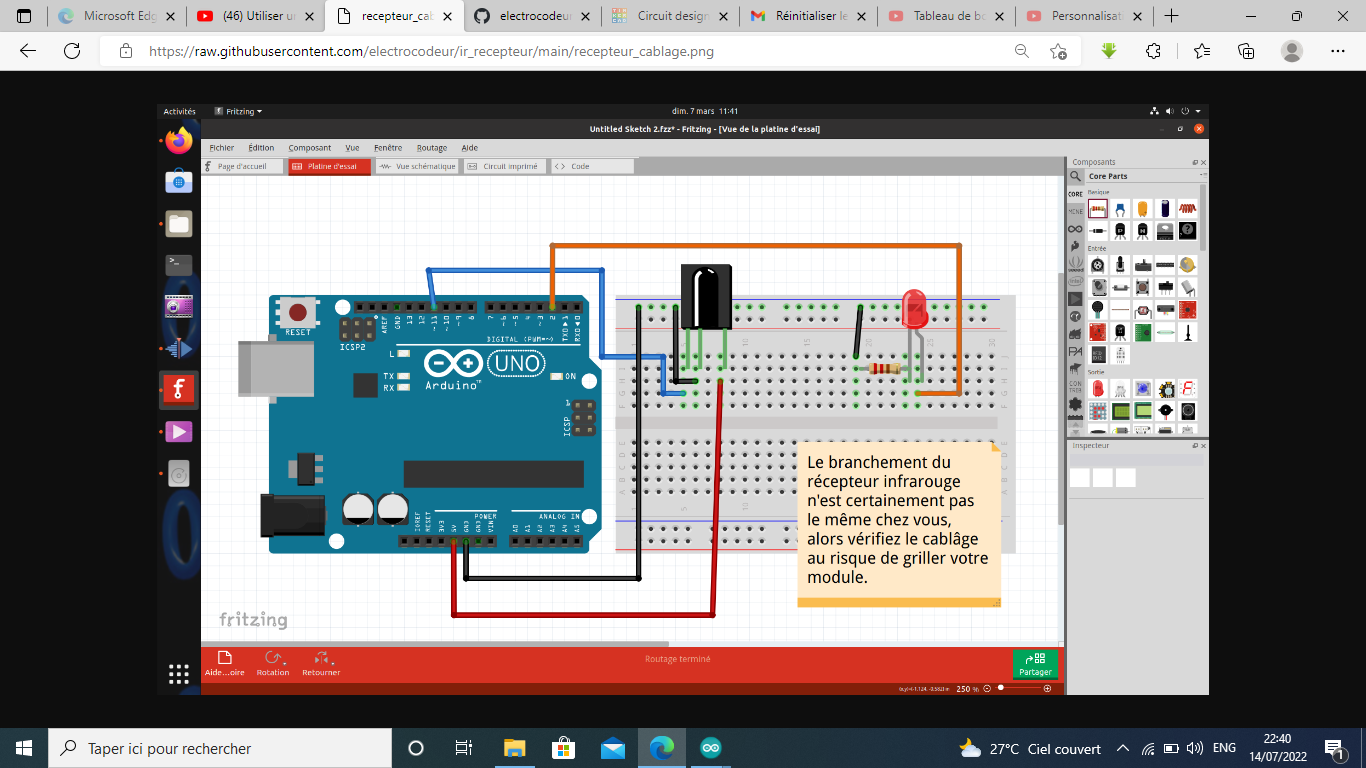 Microsoft Edg
(46) Utiliser un
recepteur_cab
electrocodeur
Circuit design
Réinitialiser le
Tableau de bo
Personnalisati
https://raw.githubusercontent.com/electrocodeur/ir_recepteur/main/recepteur_cablage.png
Activités
Fritzing
dim. 7 mars 11:41
Untitled Sketch 2.fzz* - Fritzing - [Vue de la platine d'essai]
Fichier Édition Composant Vue Fenêtre Routage Aide
Page d'accueil
Platine d'essai
Vue schématique
Circuit imprimé
Code
Composants
Core Parts
CORE
Basique
MINE
Entrée
Sortie
Inspecteur
RESET
ICSP2
AREF
GND
13
12
~11
~10
~9
8
7
~6
~5
4
~3
2
TX0▶1
RX0◀0
DIGITAL (PWM=~)
L
TX
RX
Arduino™
UNO
ON
ICSP
1
IOREF
RESET
3V3
5V
GND
GND
VIN
POWER
ANALOG IN
A0
A1
A2
A3
A4
A5
Le branchement du
récepteur infrarouge
n'est certainement pas
le même chez vous,
alors vérifiez le cablâge
au risque de griller votre
module.
fritzing
Aide...oire
Rotation
Retourner
Routage terminé
Partager
250 %
Taper ici pour rechercher
27°C Ciel couvert
ENG
22:40
14/07/2022
1